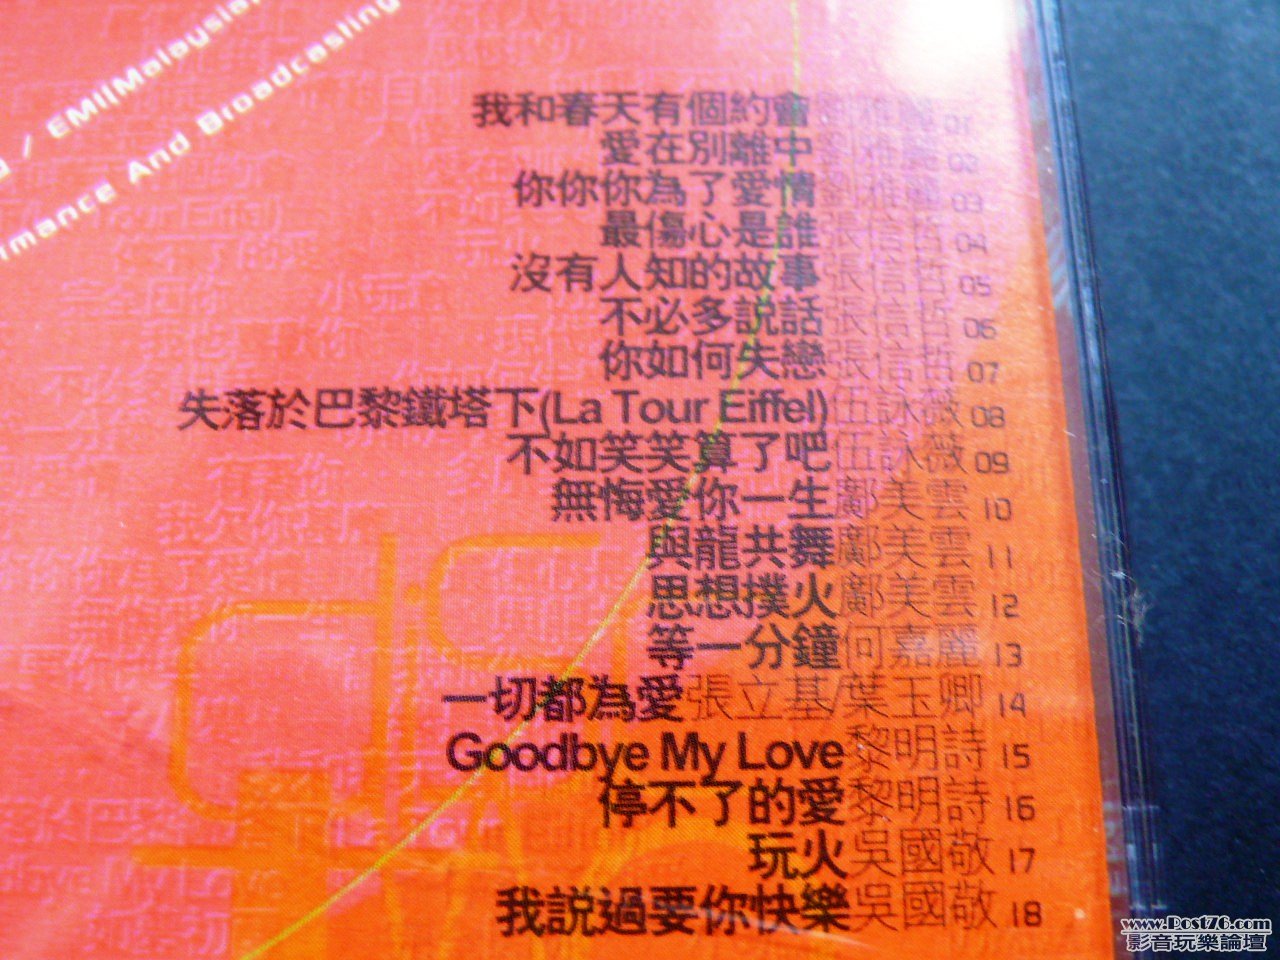 / EMI(Malaysian
rmance And Broadcasting
我和春天有個約會 劉雅麗 01
愛在別離中 劉雅麗 02
你你你為了愛情 劉雅麗 03
最傷心是誰 張信哲 04
沒有人知的故事 張信哲 05
不必多說話 張信哲 06
你如何失戀 張信哲 07
失落於巴黎鐵塔下(La Tour Eiffel) 伍詠薇 08
不如笑笑算了吧 伍詠薇 09
無悔愛你一生 鄺美雲 10
與龍共舞 鄺美雲 11
思想撲火 鄺美雲 12
等一分鐘 何嘉麗 13
一切都為愛 張立基/葉玉卿 14
Goodbye My Love 黎明詩 15
停不了的愛 黎明詩 16
玩火 吳國敬 17
我說過要你快樂 吳國敬 18
www.Post76.com
影音玩樂論壇